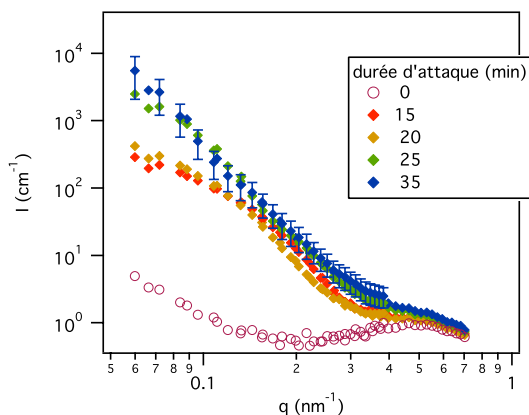 I (cm⁻¹)
10⁴
10³
10²
10¹
10⁰
durée d'attaque (min)
0
15
20
25
35
5 6 7 8 9 0.1 2 3 4 5 6 7 8 9 1
q (nm⁻¹)